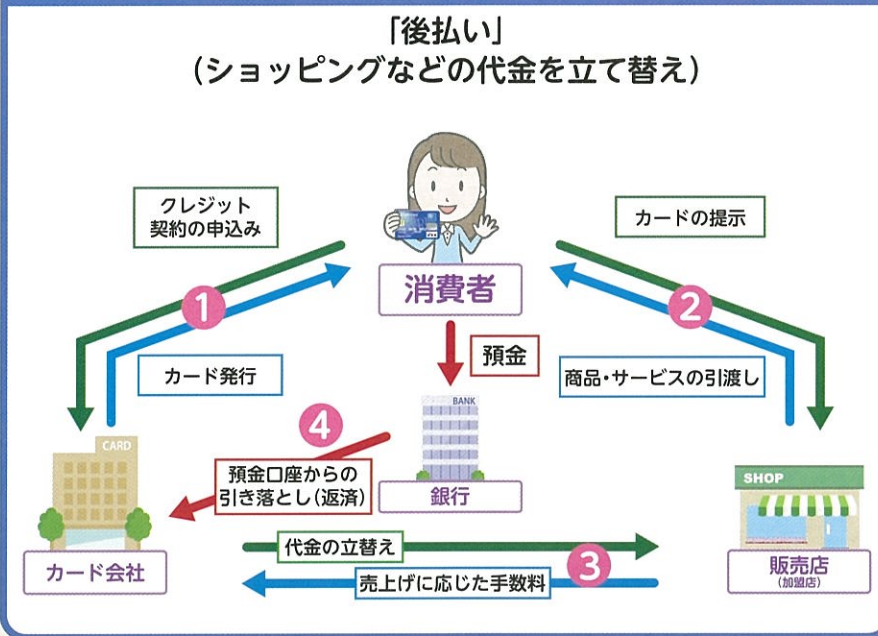 「後払い」
(ショッピングなどの代金を立て替え)
クレジット
契約の申込み
カードの提示
1
2
消費者
カード発行
預金
商品・サービスの引渡し
BANK
4
CARD
預金口座からの
引き落とし(返済)
銀行
SHOP
代金の立替え
カード会社
売上げに応じた手数料
3
販売店
(加盟店)